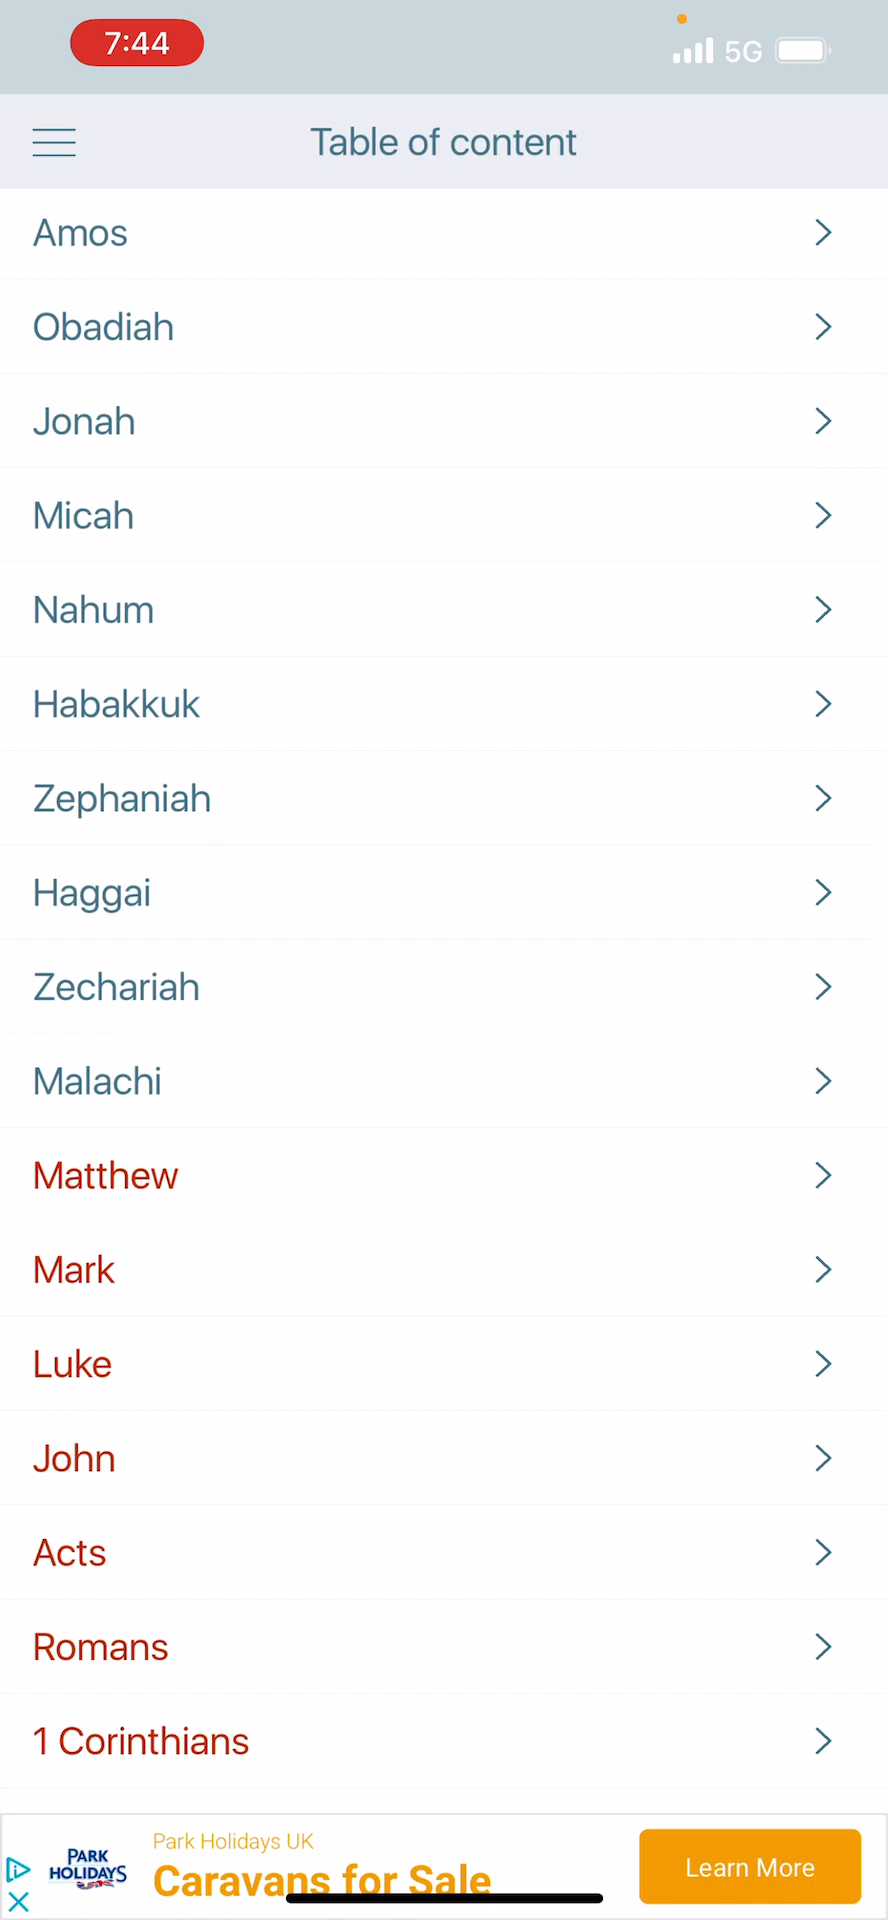 7:44
5G
Table of content
Amos
Obadiah
Jonah
Micah
Nahum
Habakkuk
Zephaniah
Haggai
Zechariah
Malachi
Matthew
Mark
Luke
John
Acts
Romans
1 Corinthians
Park Holidays UK
PARK
HOLIDAYS
Caravans for Sale
Learn More